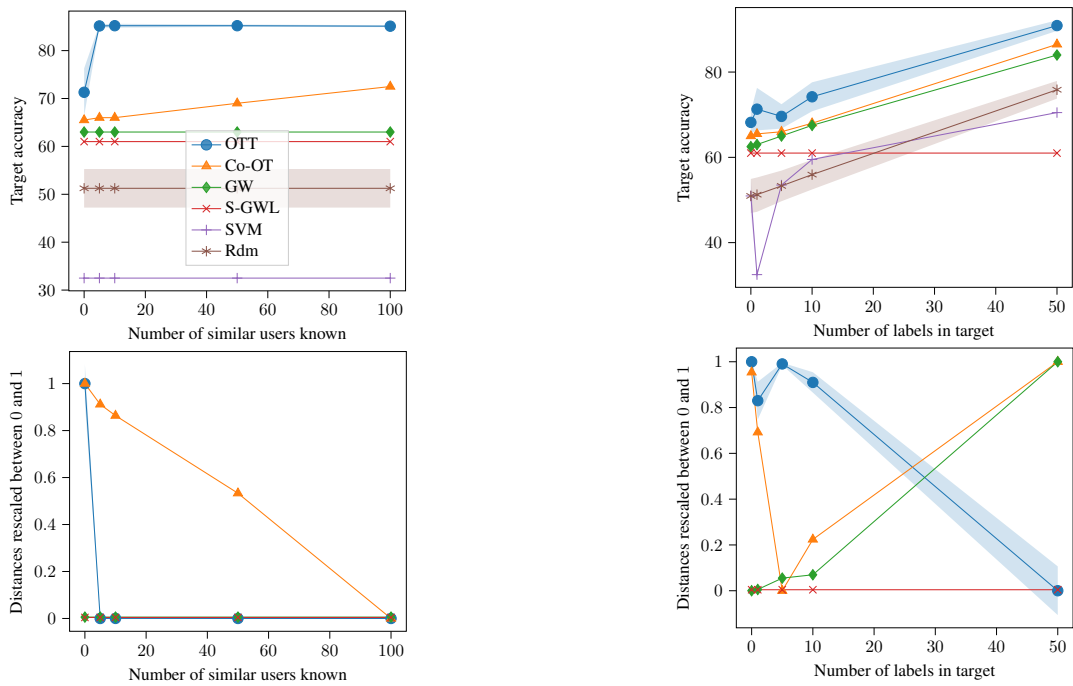 Target accuracy
80
70
60
50
40
30
OTT
Co-OT
GW
S-GWL
SVM
Rdm
0 20 40 60 80 100
Number of similar users known
Target accuracy
80
60
40
0 10 20 30 40 50
Number of labels in target
Distances rescaled between 0 and 1
1
0.8
0.6
0.4
0.2
0
0 20 40 60 80 100
Number of similar users known
Distances rescaled between 0 and 1
1
0.8
0.6
0.4
0.2
0
0 10 20 30 40 50
Number of labels in target